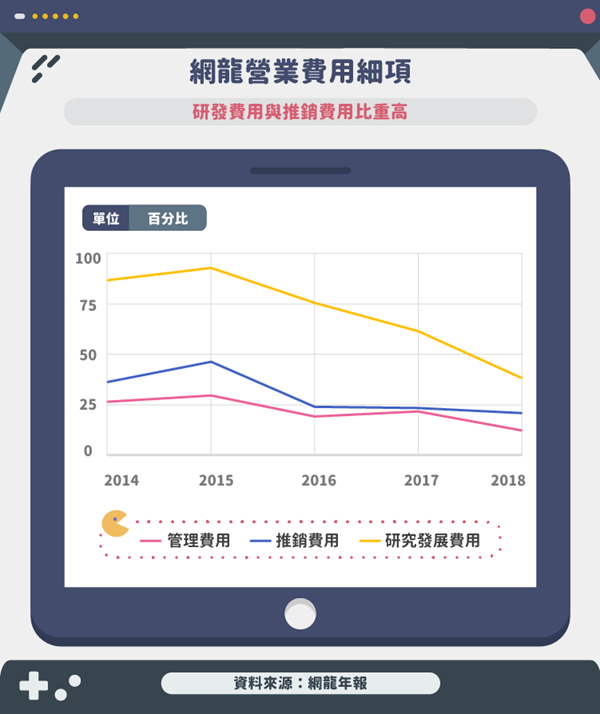 網龍營業費用細項
研發費用與推銷費用比重高
單位 百分比
100
75
50
25
0
2014 2015 2016 2017 2018
管理費用 推銷費用 研究發展費用
資料來源：網龍年報